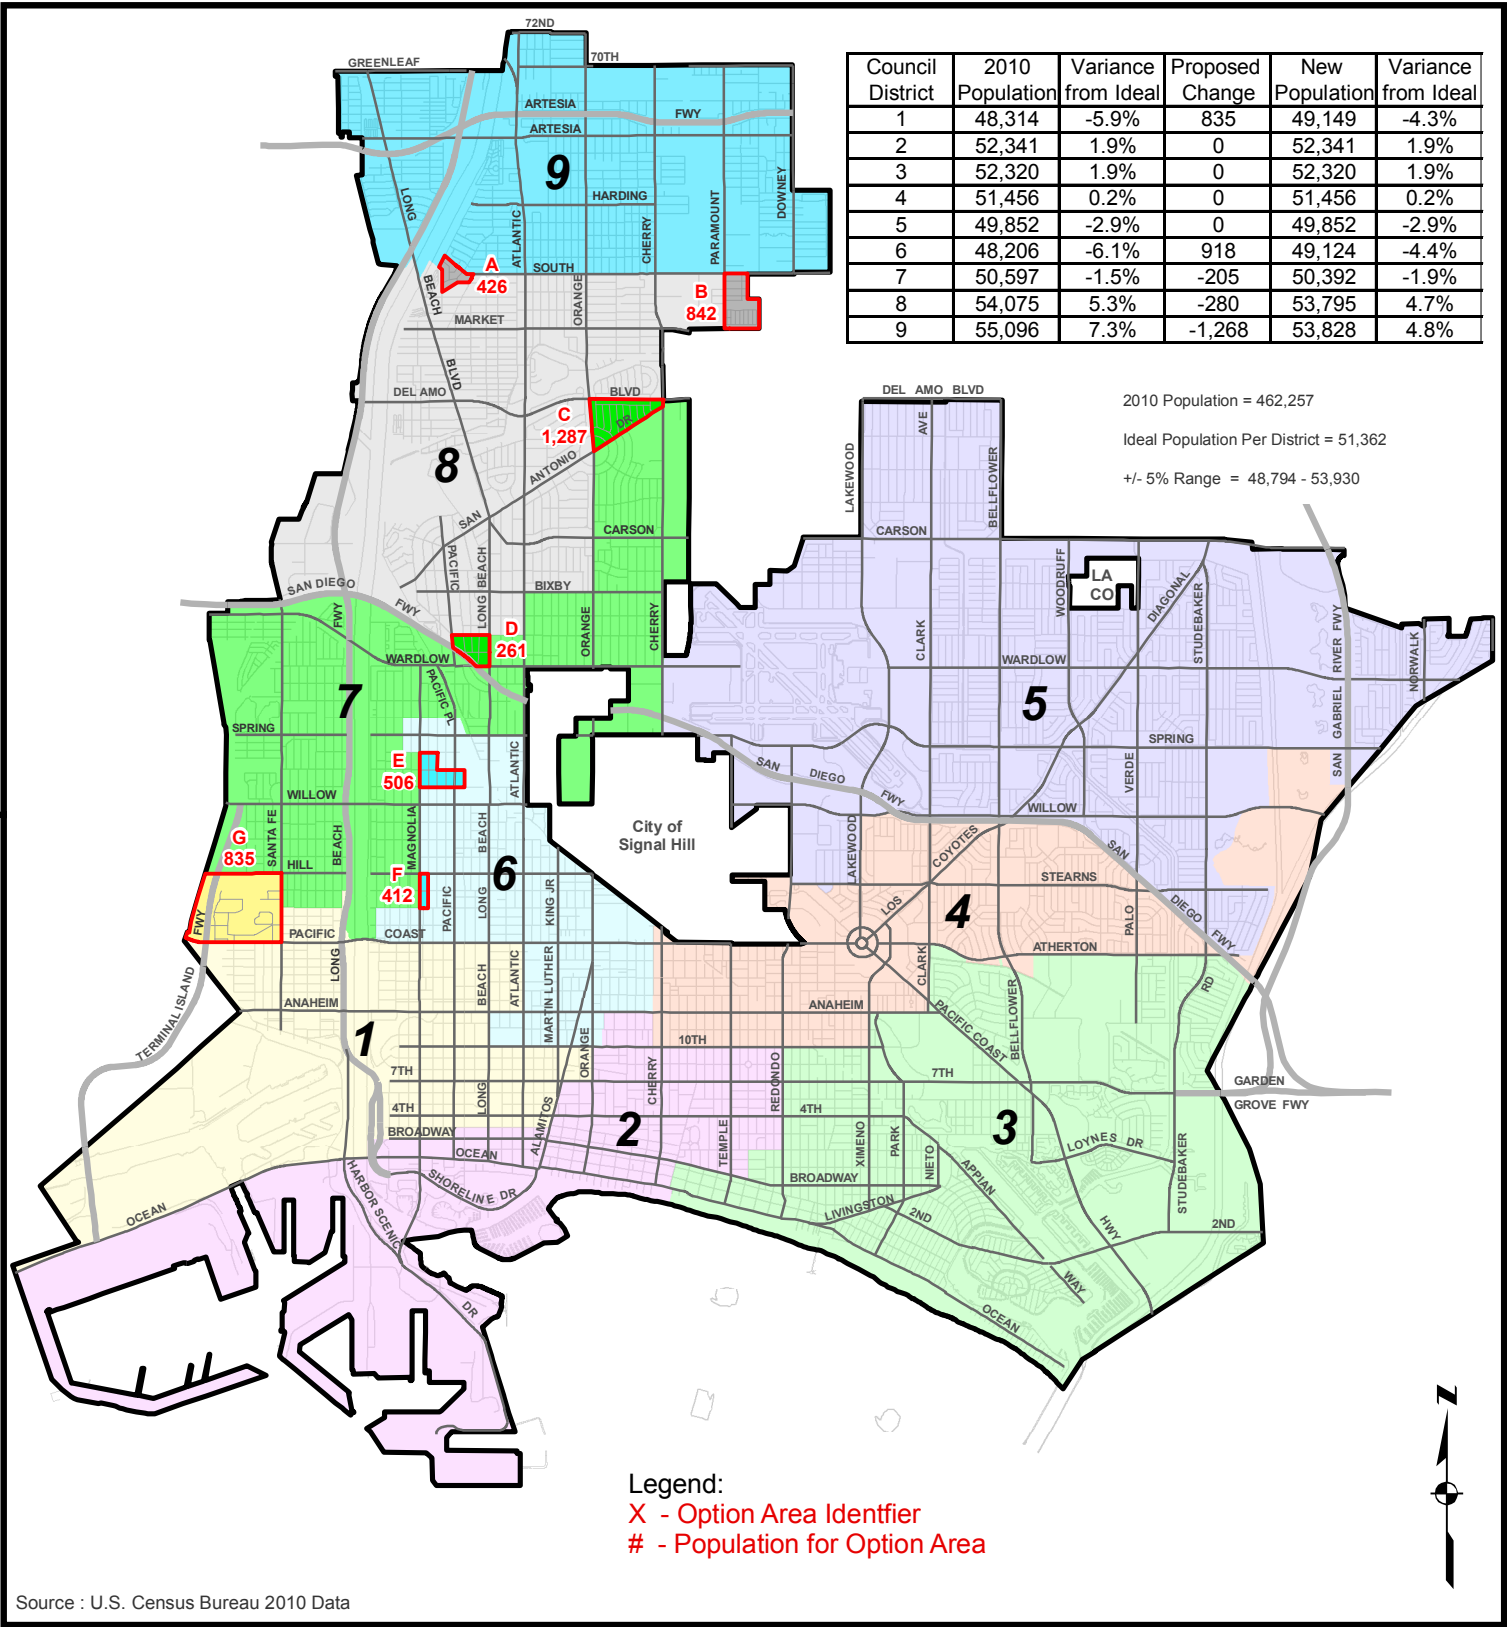 72ND
70TH
GREENLEAF
ARTESIA
FWY
ARTESIA
9
LONG
HARDING
ATLANTIC
CHERRY
PARAMOUNT
DOWNEY
A
426
SOUTH
BEACH
ORANGE
B
842
MARKET
BLVD
DEL AMO
BLVD
C
1,287
DR
8
ANTONIO
SAN
CARSON
PACIFIC
LONG BEACH
BIXBY
SAN DIEGO
FWY
FWY
ORANGE
CHERRY
D
261
WARDLOW
PACIFIC PL
7
SPRING
ATLANTIC
E
506
WILLOW
SANTA FE
BEACH
MAGNOLIA
BEACH
G
835
HILL
F
412
6
City of
Signal Hill
FWY
PACIFIC
LONG
KING JR
PACIFIC
COAST
LONG
BEACH
ATLANTIC
MARTIN LUTHER
TERMINAL ISLAND
ANAHEIM
ANAHEIM
1
10TH
ORANGE
CHERRY
REDONDO
7TH
7TH
LONG
4TH
4TH
ALAMITOS
BROADWAY
2
TEMPLE
OCEAN
SHORELINE DR
HARBOR SCENIC
DR
OCEAN
Council District | 2010 Population | Variance from Ideal | Proposed Change | New Population | Variance from Ideal
1 48,314 -5.9% 835 49,149 -4.3%
2 52,341 1.9% 0 52,341 1.9%
3 52,320 1.9% 0 52,320 1.9%
4 51,456 0.2% 0 51,456 0.2%
5 49,852 -2.9% 0 49,852 -2.9%
6 48,206 -6.1% 918 49,124 -4.4%
7 50,597 -1.5% -205 50,392 -1.9%
8 54,075 5.3% -280 53,795 4.7%
9 55,096 7.3% -1,268 53,828 4.8%
2010 Population = 462,257
Ideal Population Per District = 51,362
+/- 5% Range = 48,794 - 53,930
DEL AMO BLVD
LAKEWOOD
AVE
BELLFLOWER
CARSON
WOODRUFF
LA
CO
DIAGONAL
STUDEBAKER
CLARK
WARDLOW
SAN GABRIEL RIVER FWY
NORWALK
5
SPRING
SAN DIEGO FWY
VERDE
WILLOW
LAKEWOOD
COYOTES
SAN
STEARNS
DIEGO
FWY
LOS
4
PALO
ATHERTON
CLARK
RD
BELLFLOWER
PACIFIC COAST
GARDEN
GROVE FWY
3
XIMENO
PARK
NIETO
APPIAN
LOYNES DR
STUDEBAKER
BROADWAY
LIVINGSTON
2ND
HWY
2ND
WAY
OCEAN
Z
Legend:
X - Option Area Identfier
# - Population for Option Area
Source : U.S. Census Bureau 2010 Data